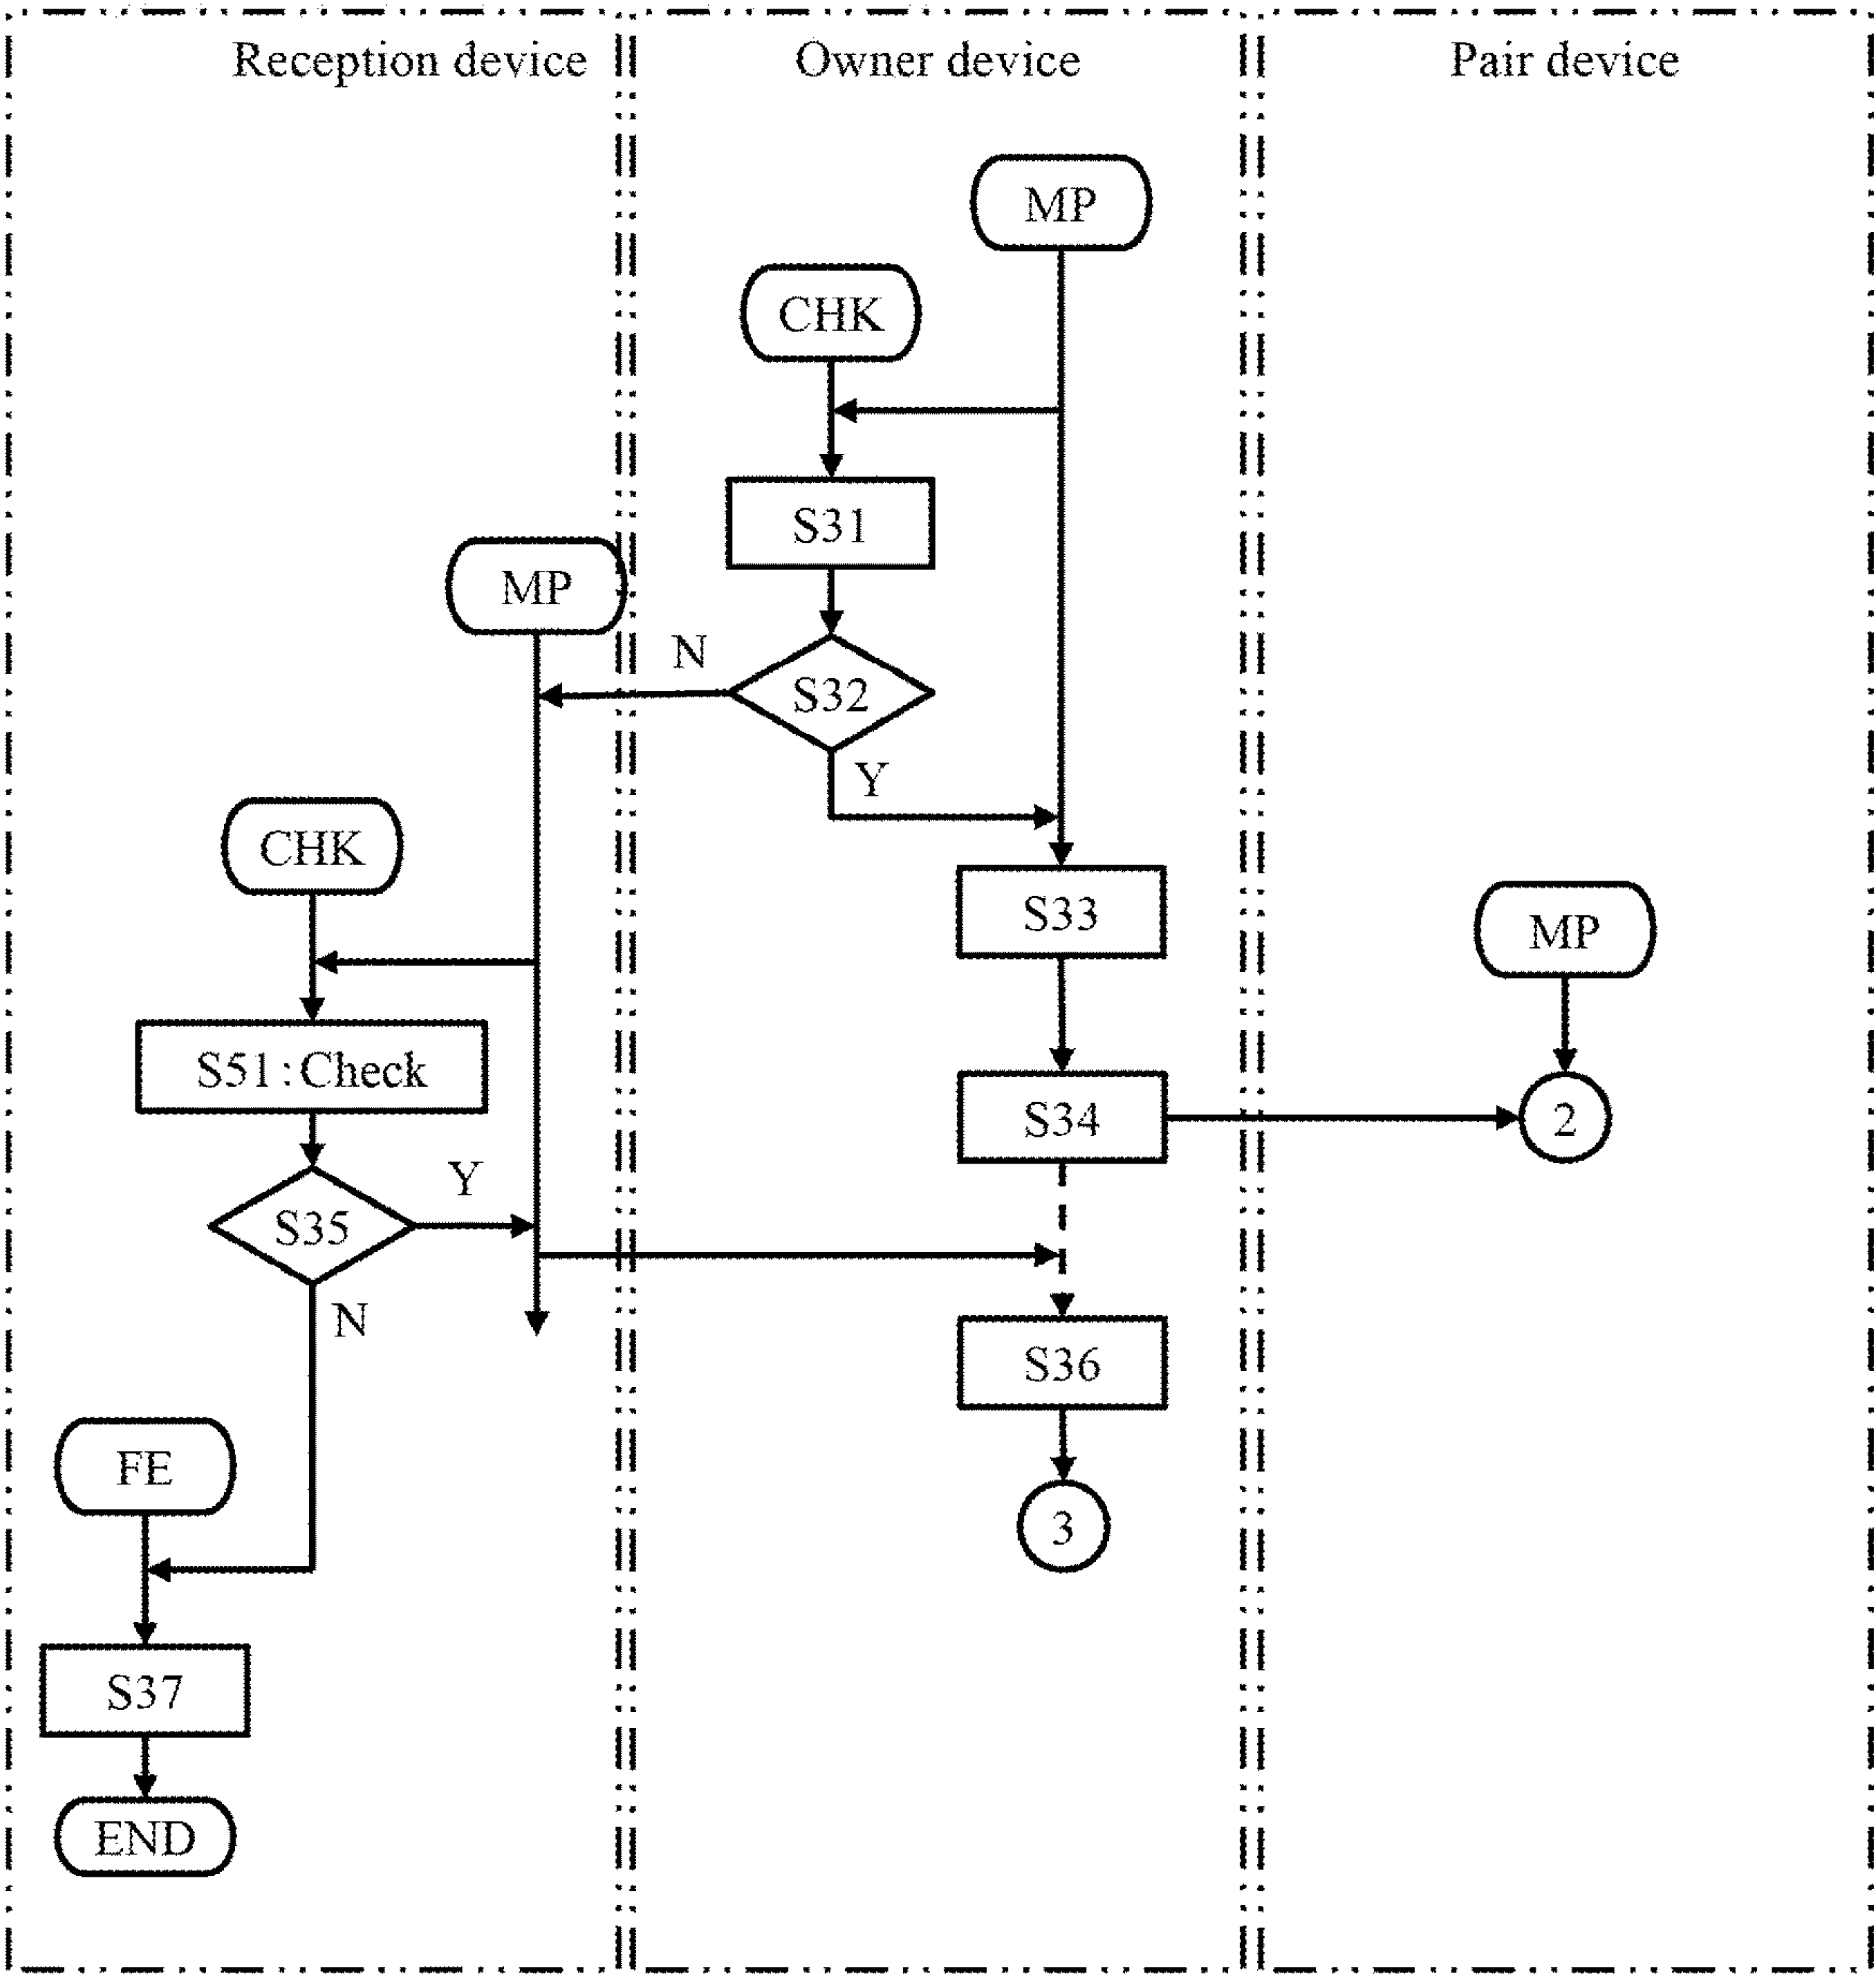 Reception device
Owner device
Pair device
MP
CHK
S31
MP
N
S32
Y
CHK
S33
MP
S51:Check
S34
2
Y
S35
N
S36
FE
3
S37
END